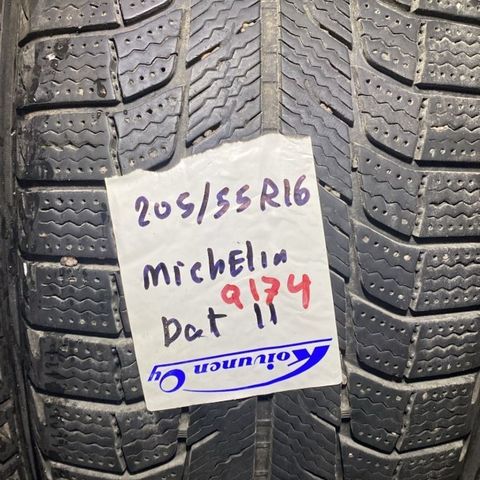 205/55R16
Michelin
9174
Dot 11
Koivunen Oy